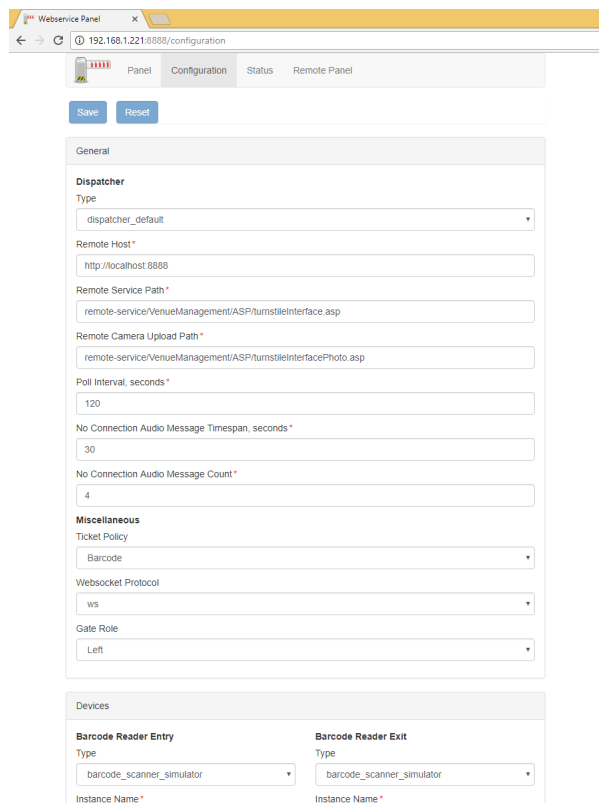 Webservice Panel
192.168.1.221:8888/configuration
Panel Configuration Status Remote Panel
Save Reset
General
Dispatcher
Type
dispatcher_default
Remote Host*
http://localhost:8888
Remote Service Path*
remote-service/VenueManagement/ASP/turnstileInterface.asp
Remote Camera Upload Path*
remote-service/VenueManagement/ASP/turnstileInterfacePhoto.asp
Poll Interval, seconds*
120
No Connection Audio Message Timespan, seconds*
30
No Connection Audio Message Count*
4
Miscellaneous
Ticket Policy
Barcode
Websocket Protocol
ws
Gate Role
Left
Devices
Barcode Reader Entry Barcode Reader Exit
Type Type
barcode_scanner_simulator barcode_scanner_simulator
Instance Name* Instance Name*